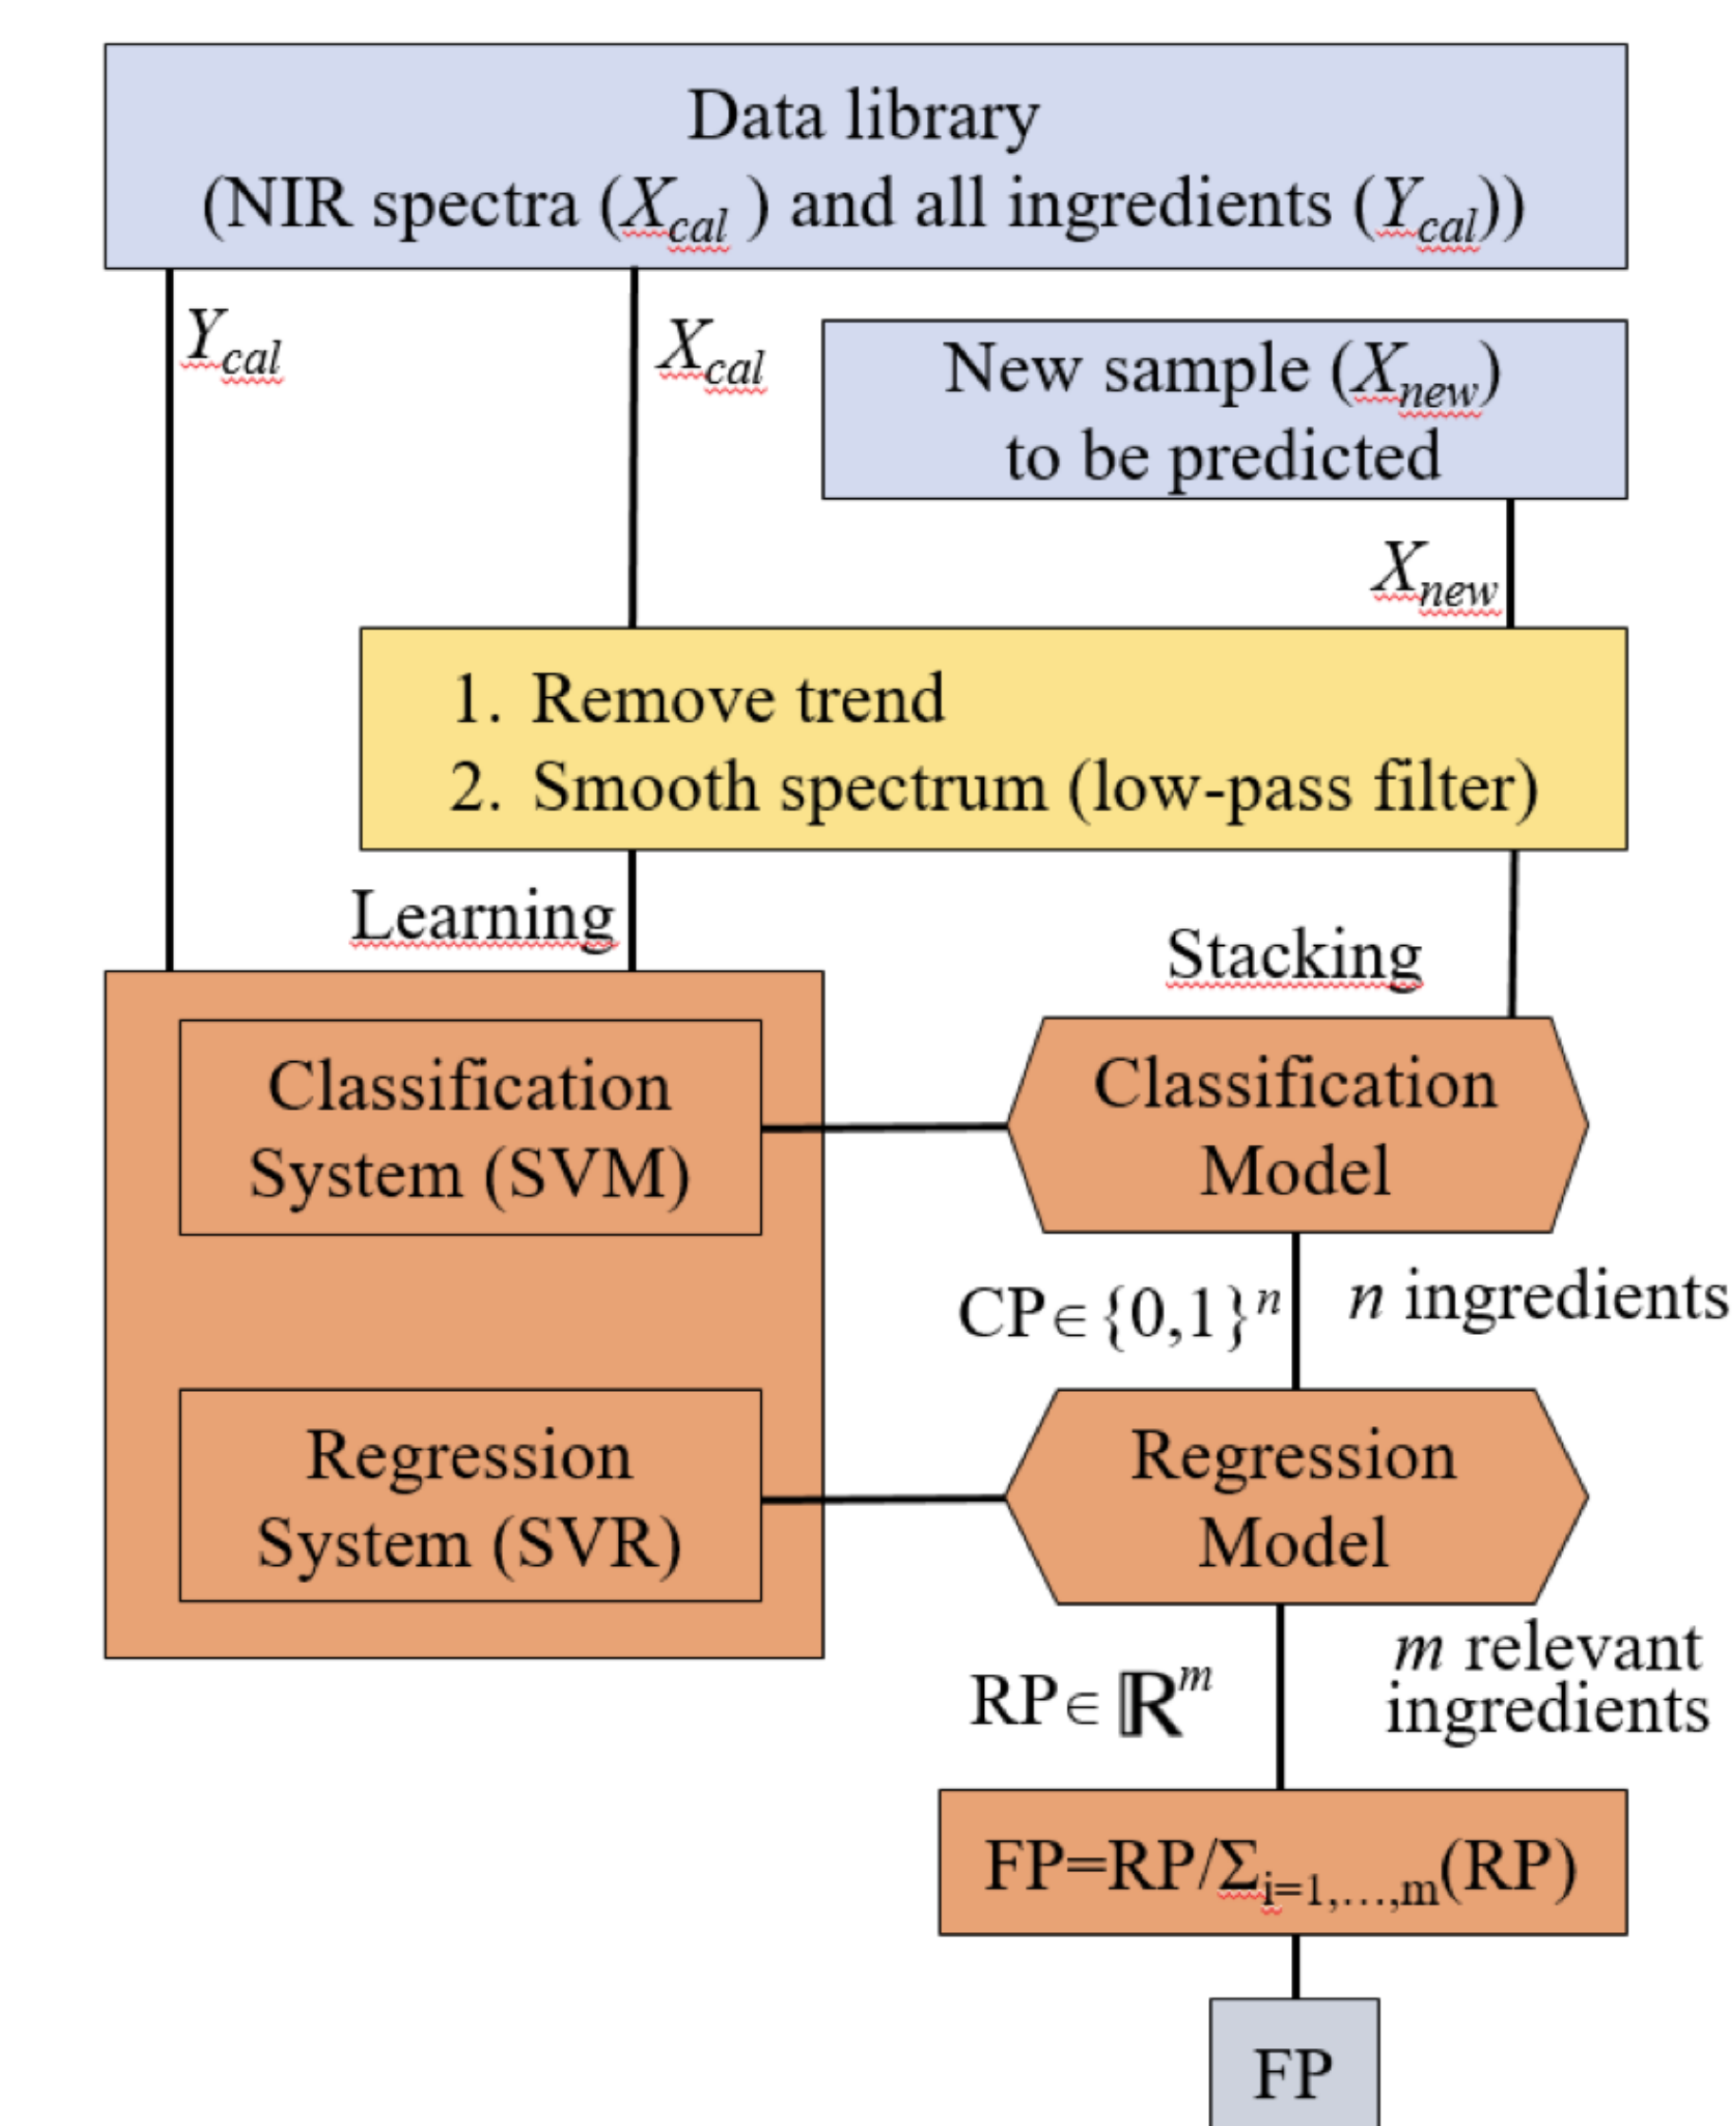 Data library
(NIR spectra (Xcal ) and all ingredients (Ycal))
Ycal
Xcal
New sample (Xnew)
to be predicted
Xnew
1. Remove trend
2. Smooth spectrum (low-pass filter)
Learning
Stacking
Classification
System (SVM)
Classification
Model
CP∈{0,1}ⁿ
n ingredients
Regression
System (SVR)
Regression
Model
RP∈ ℝᵐ
m relevant
ingredients
FP=RP/Σi=1,…,m(RP)
FP